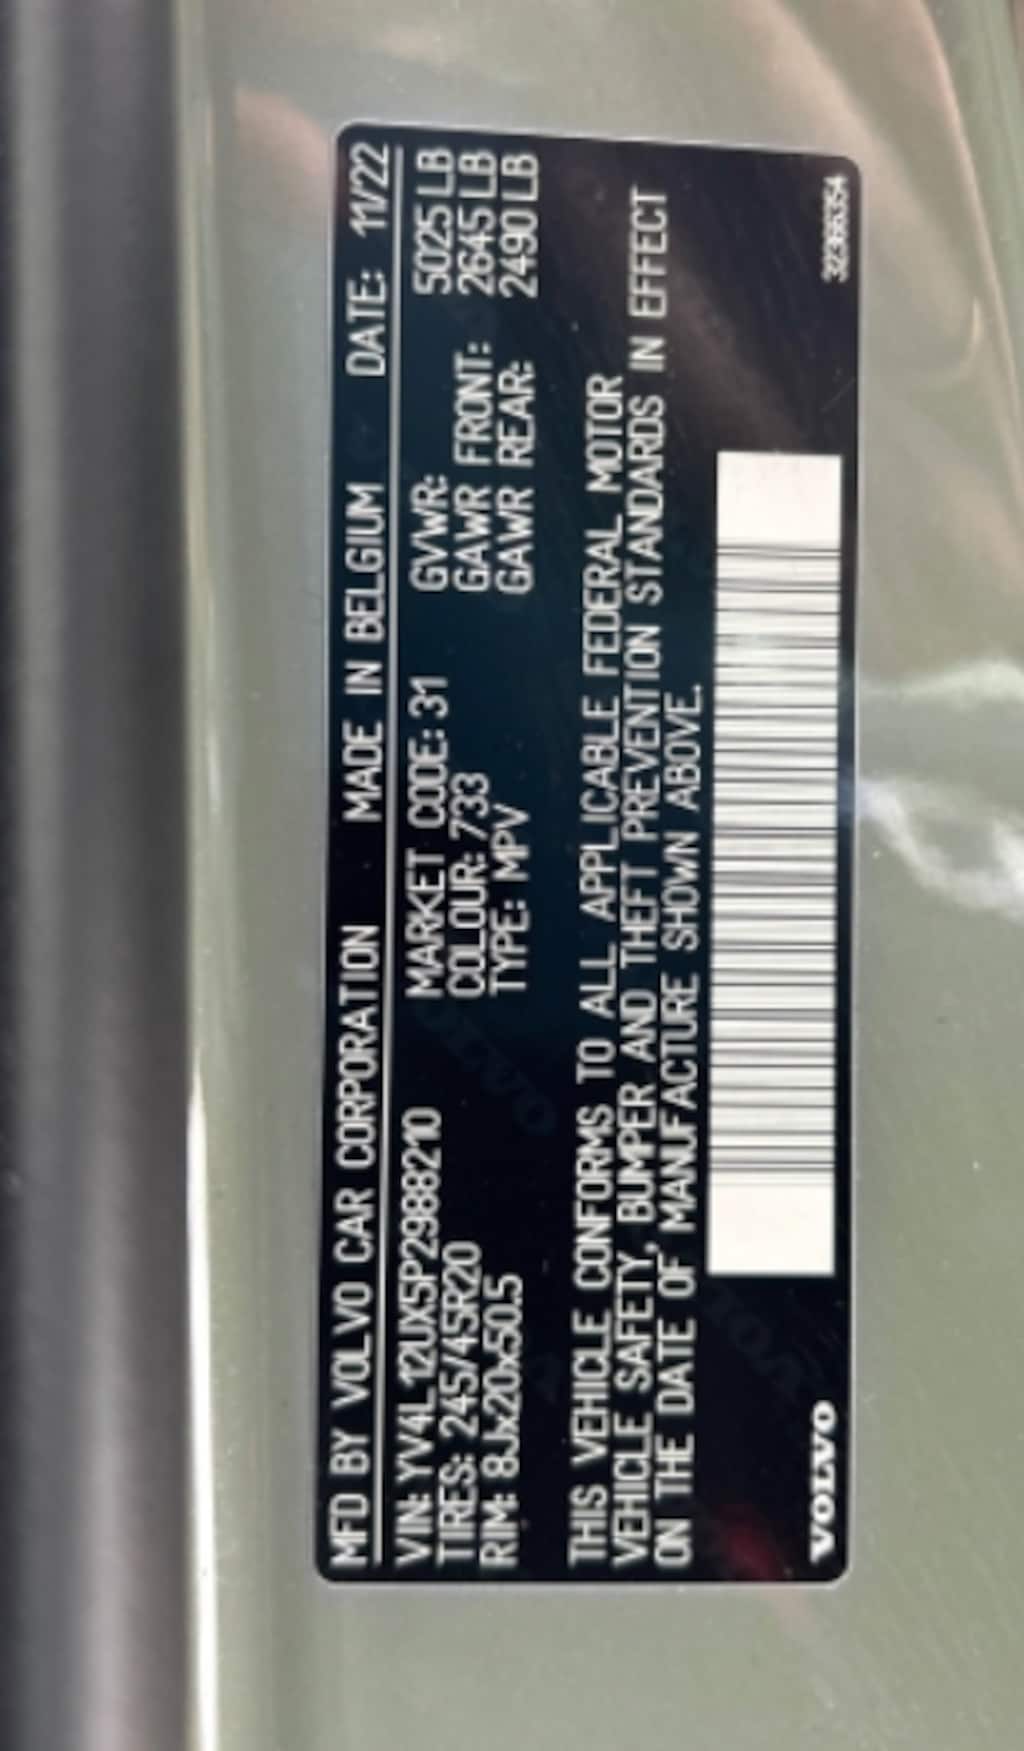 MFD BY VOLVO CAR CORPORATION MADE IN BELGIUM DATE: 11/22
VIN: YV4L12UX5P2988210 MARKET CODE: 31 GVWR: 5025 LB
TIRES: 245/45R20 COLOUR: 733 GAWR FRONT: 2645 LB
RIM: 8Jx20x50.5 TYPE: MPV GAWR REAR: 2490 LB
THIS VEHICLE CONFORMS TO ALL APPLICABLE FEDERAL MOTOR
VEHICLE SAFETY, BUMPER AND THEFT PREVENTION STANDARDS IN EFFECT
ON THE DATE OF MANUFACTURE SHOWN ABOVE.
VOLVO